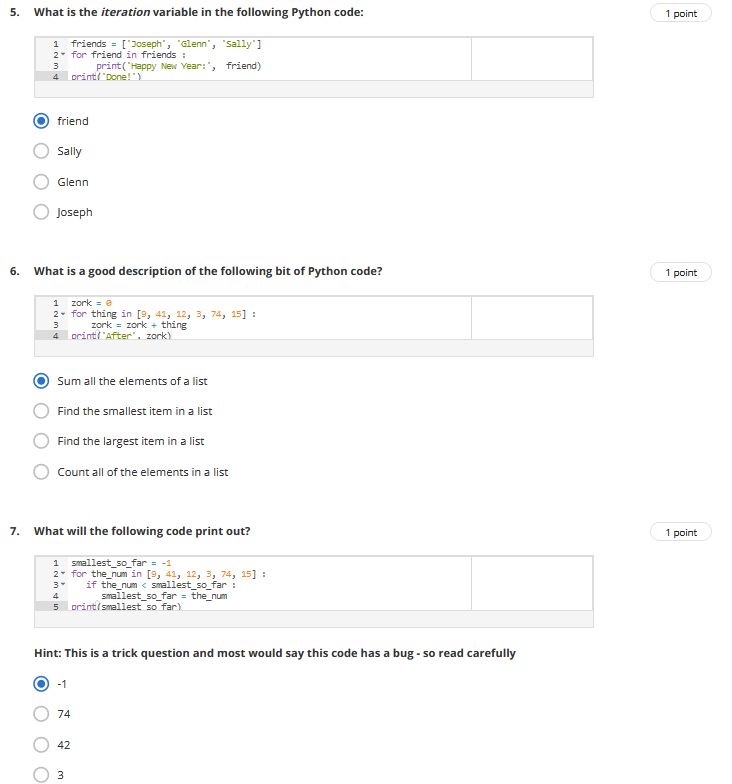 5. What is the iteration variable in the following Python code:
1 point
1 friends = ['Joseph', 'Glenn', 'Sally']
2 for friend in friends :
3 print('Happy New Year:', friend)
4 print('Done!')
friend
Sally
Glenn
Joseph
6. What is a good description of the following bit of Python code?
1 point
1 zork = 0
2 for thing in [9, 41, 12, 3, 74, 15] :
3 zork = zork + thing
4 print('After', zork)
Sum all the elements of a list
Find the smallest item in a list
Find the largest item in a list
Count all of the elements in a list
7. What will the following code print out?
1 point
1 smallest_so_far = -1
2 for the_num in [9, 41, 12, 3, 74, 15] :
3 if the_num < smallest_so_far :
4 smallest_so_far = the_num
5 print(smallest_so_far)
Hint: This is a trick question and most would say this code has a bug - so read carefully
-1
74
42
3